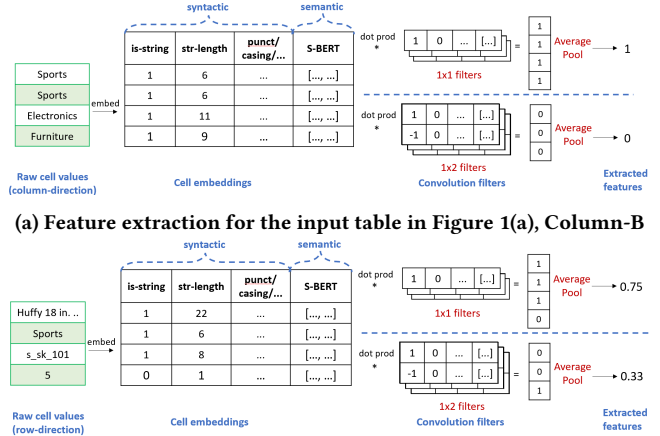 syntactic semantic
is-string str-length punct/ casing/... S-BERT
Sports 1 6 ... [..., ...]
Sports 1 6 ... [..., ...]
Electronics 1 11 ... [..., ...]
Furniture 1 9 ... [..., ...]
embed
dot prod
*
1 0 ... [...]
=
1
1
1
1
Average
Pool
1
1x1 filters
dot prod
*
1 0 ... [...]
-1 0 ... [...]
=
0
0
0
Average
Pool
0
1x2 filters
Raw cell values
(column-direction)
Cell embeddings
Convolution filters
Extracted
features
(a) Feature extraction for the input table in Figure 1(a), Column-B
syntactic semantic
is-string str-length punct/ casing/... S-BERT
Huffy 18 in. .. 1 22 ... [..., ...]
Sports 1 6 ... [..., ...]
s_sk_101 1 8 ... [..., ...]
5 0 1 ... [..., ...]
embed
dot prod
*
1 0 ... [...]
=
1
1
1
0
Average
Pool
0.75
1x1 filters
dot prod
*
1 0 ... [...]
-1 0 ... [...]
=
0
0
1
Average
Pool
0.33
1x2 filters
Raw cell values
(row-direction)
Cell embeddings
Convolution filters
Extracted
features